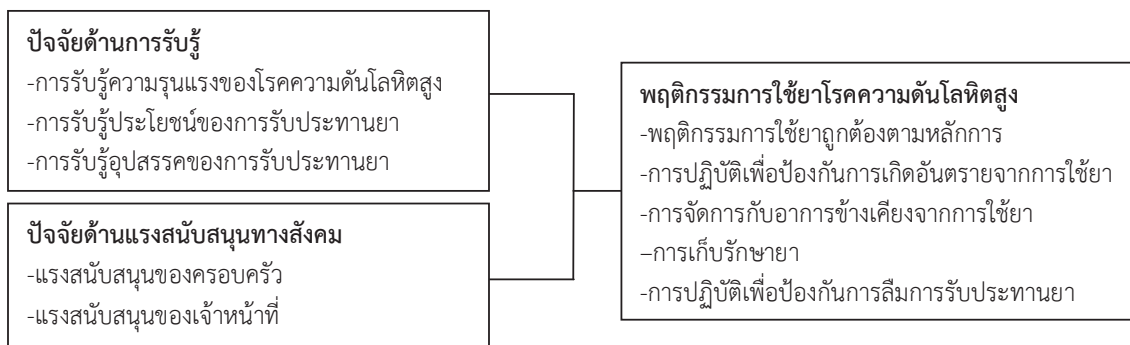 ปัจจัยด้านการรับรู้
-การรับรู้ความรุนแรงของโรคความดันโลหิตสูง
-การรับรู้ประโยชน์ของการรับประทานยา
-การรับรู้อุปสรรคของการรับประทานยา
ปัจจัยด้านแรงสนับสนุนทางสังคม
-แรงสนับสนุนของครอบครัว
-แรงสนับสนุนของเจ้าหน้าที่
พฤติกรรมการใช้ยาโรคความดันโลหิตสูง
-พฤติกรรมการใช้ยาถูกต้องตามหลักการ
-การปฏิบัติเพื่อป้องกันการเกิดอันตรายจากการใช้ยา
-การจัดการกับอาการข้างเคียงจากการใช้ยา
–การเก็บรักษายา
-การปฏิบัติเพื่อป้องกันการลืมการรับประทานยา